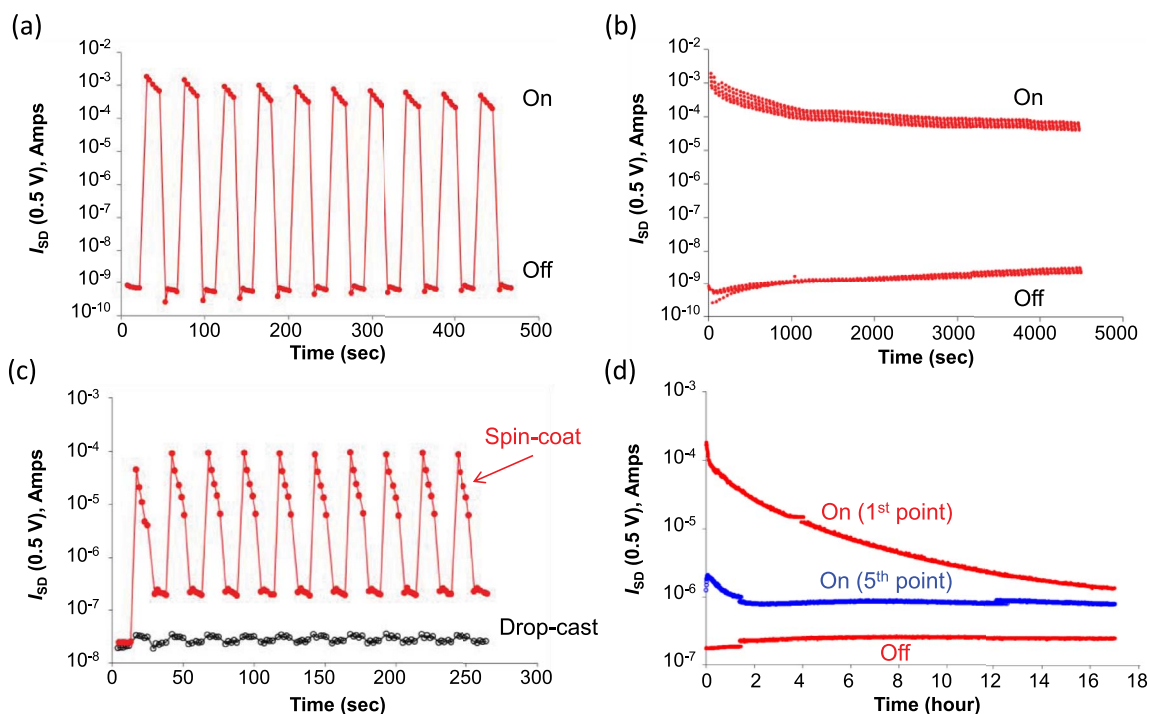 (a)
I_SD (0.5 V), Amps
10^-2
10^-3
10^-4
10^-5
10^-6
10^-7
10^-8
10^-9
10^-10
On
Off
0 100 200 300 400 500
Time (sec)
(b)
I_SD (0.5 V), Amps
10^-2
10^-3
10^-4
10^-5
10^-6
10^-7
10^-8
10^-9
10^-10
On
Off
0 1000 2000 3000 4000 5000
Time (sec)
(c)
I_SD (0.5 V), Amps
10^-3
10^-4
10^-5
10^-6
10^-7
10^-8
Spin-coat
Drop-cast
0 50 100 150 200 250 300
Time (sec)
(d)
I_SD (0.5 V), Amps
10^-3
10^-4
10^-5
10^-6
10^-7
On (1st point)
On (5th point)
Off
0 2 4 6 8 10 12 14 16 18
Time (hour)